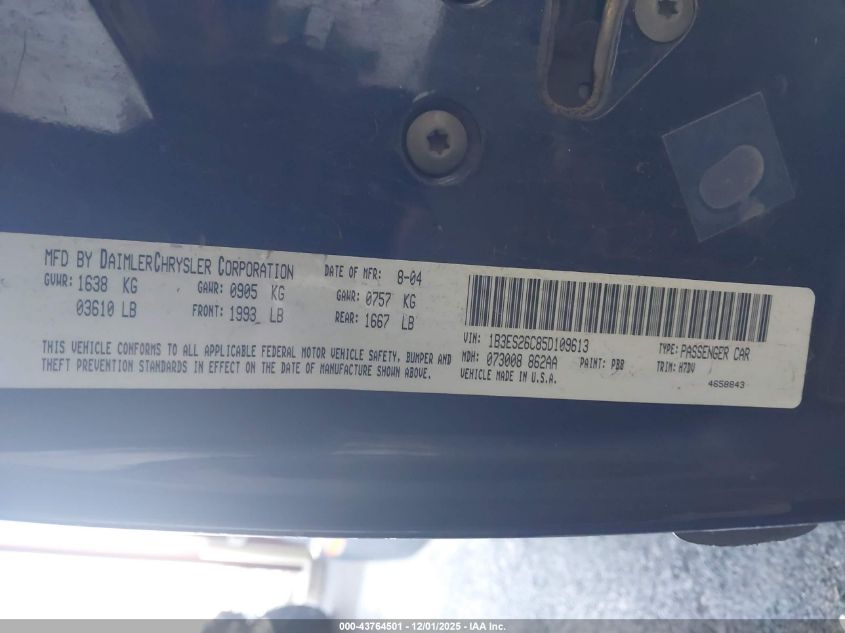 MFD BY DAIMLERCHRYSLER CORPORATION DATE OF MFR: 8-04
GVWR: 1638 KG GAWR: 0905 KG GAWR: 0757 KG
03610 LB FRONT: 1993 LB REAR: 1667 LB
THIS VEHICLE CONFORMS TO ALL APPLICABLE FEDERAL MOTOR VEHICLE SAFETY, BUMPER AND
THEFT PREVENTION STANDARDS IN EFFECT ON THE DATE OF MANUFACTURE SHOWN ABOVE.
VIN: 1B3ES26C85D109613 TYPE: PASSENGER CAR
MDH: 073008 862AA PAINT: PB8 TRIM: H7DV
VEHICLE MADE IN U.S.A. 4658843
000-43764501 - 12/01/2025 - IAA Inc.